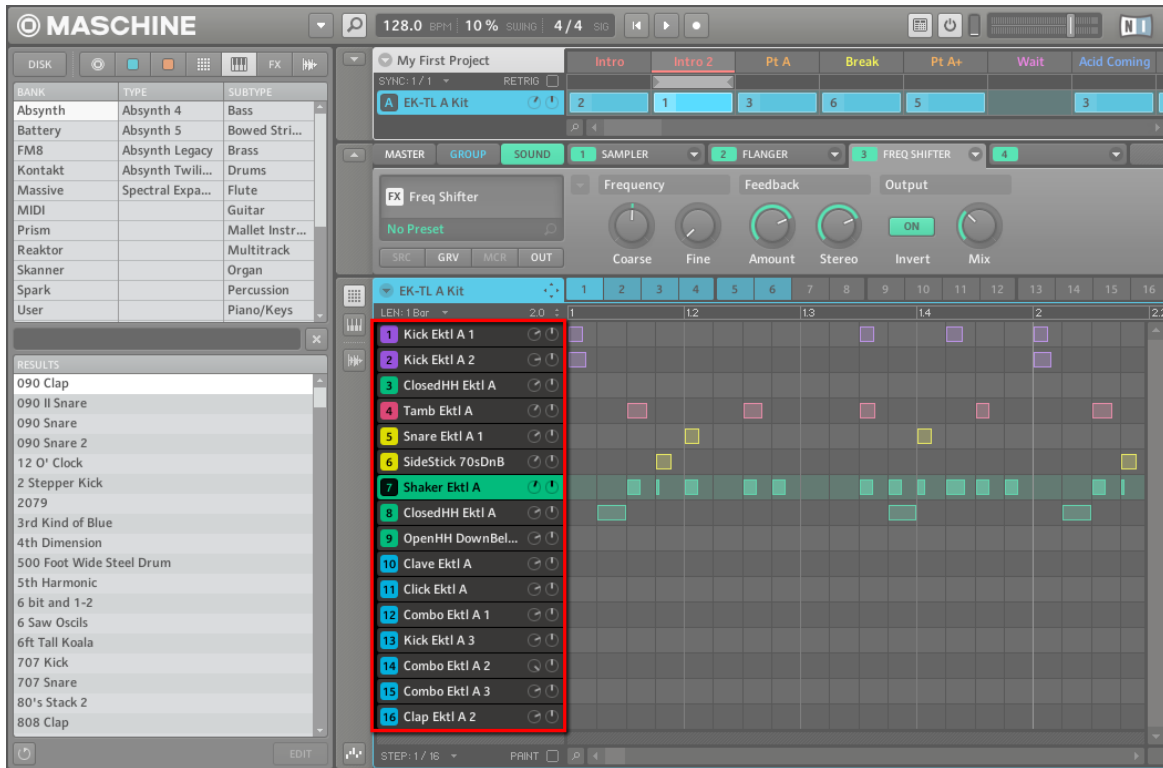 MASCHINE
128.0 BPM 10 % SWING 4/4 SIG
NI
DISK FX
BANK TYPE SUBTYPE
Absynth Absynth 4 Bass
Battery Absynth 5 Bowed Stri...
FM8 Absynth Legacy Brass
Kontakt Absynth Twili... Drums
Massive Spectral Expa... Flute
MIDI Guitar
Prism Mallet Instr...
Reaktor Multitrack
Skanner Organ
Spark Percussion
User Piano/Keys
RESULTS
090 Clap
090 II Snare
090 Snare
090 Snare 2
12 O' Clock
2 Stepper Kick
2079
3rd Kind of Blue
4th Dimension
500 Foot Wide Steel Drum
5th Harmonic
6 bit and 1-2
6 Saw Oscils
6ft Tall Koala
707 Kick
707 Snare
80's Stack 2
808 Clap
EDIT
My First Project Intro Intro 2 Pt A Break Pt A+ Wait Acid Coming
SYNC: 1 / 1 RETRIG
A EK-TL A Kit 2 1 3 6 5 3
MASTER GROUP SOUND 1 SAMPLER 2 FLANGER 3 FREQ SHIFTER 4
FX Freq Shifter
No Preset
SRC GRV MCR OUT
Frequency Feedback Output
ON
Coarse Fine Amount Stereo Invert Mix
EK-TL A Kit 1 2 3 4 5 6 7 8 9 10 11 12 13 14 15 16
LEN: 1 Bar 2.0 1 1.2 1.3 1.4 2 2.2
1 Kick Ektl A 1
2 Kick Ektl A 2
3 ClosedHH Ektl A
4 Tamb Ektl A
5 Snare Ektl A 1
6 SideStick 70sDnB
7 Shaker Ektl A
8 ClosedHH Ektl A
9 OpenHH DownBel...
10 Clave Ektl A
11 Click Ektl A
12 Combo Ektl A 1
13 Kick Ektl A 3
14 Combo Ektl A 2
15 Combo Ektl A 3
16 Clap Ektl A 2
STEP: 1 / 16 PAINT